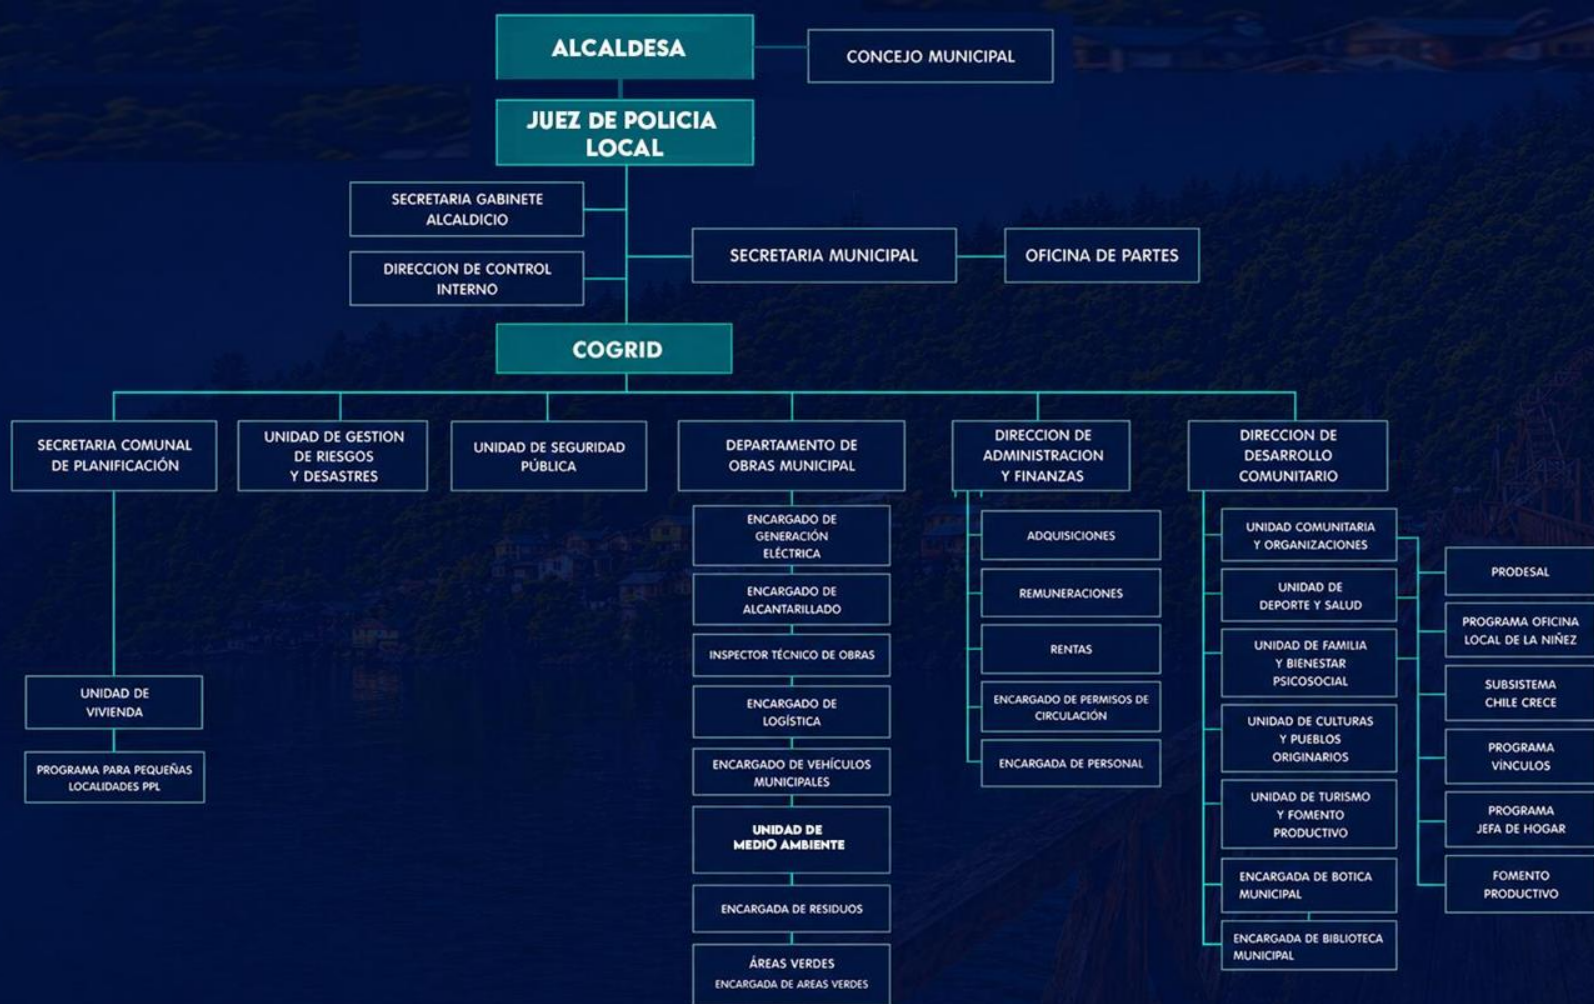 ALCALDESA
CONCEJO MUNICIPAL
JUEZ DE POLICIA
LOCAL
SECRETARIA GABINETE
ALCALDICIO
SECRETARIA MUNICIPAL
OFICINA DE PARTES
DIRECCION DE CONTROL
INTERNO
COGRID
SECRETARIA COMUNAL
DE PLANIFICACIÓN
UNIDAD DE GESTION
DE RIESGOS
Y DESASTRES
UNIDAD DE SEGURIDAD
PÚBLICA
DEPARTAMENTO DE
OBRAS MUNICIPAL
DIRECCION DE
ADMINISTRACION
Y FINANZAS
DIRECCION DE
DESARROLLO
COMUNITARIO
UNIDAD DE
VIVIENDA
PROGRAMA PARA PEQUEÑAS
LOCALIDADES PPL
ENCARGADO DE
GENERACIÓN
ELÉCTRICA
ENCARGADO DE
ALCANTARILLADO
INSPECTOR TÉCNICO DE OBRAS
ENCARGADO DE
LOGÍSTICA
ENCARGADO DE VEHÍCULOS
MUNICIPALES
UNIDAD DE
MEDIO AMBIENTE
ENCARGADA DE RESIDUOS
ÁREAS VERDES
ENCARGADA DE AREAS VERDES
ADQUISICIONES
REMUNERACIONES
RENTAS
ENCARGADO DE PERMISOS DE
CIRCULACIÓN
ENCARGADA DE PERSONAL
UNIDAD COMUNITARIA
Y ORGANIZACIONES
UNIDAD DE
DEPORTE Y SALUD
UNIDAD DE FAMILIA
Y BIENESTAR
PSICOSOCIAL
UNIDAD DE CULTURAS
Y PUEBLOS
ORIGINARIOS
UNIDAD DE TURISMO
Y FOMENTO
PRODUCTIVO
ENCARGADA DE BOTICA
MUNICIPAL
ENCARGADA DE BIBLIOTECA
MUNICIPAL
PRODESAL
PROGRAMA OFICINA
LOCAL DE LA NIÑEZ
SUBSISTEMA
CHILE CRECE
PROGRAMA
VÍNCULOS
PROGRAMA
JEFA DE HOGAR
FOMENTO
PRODUCTIVO